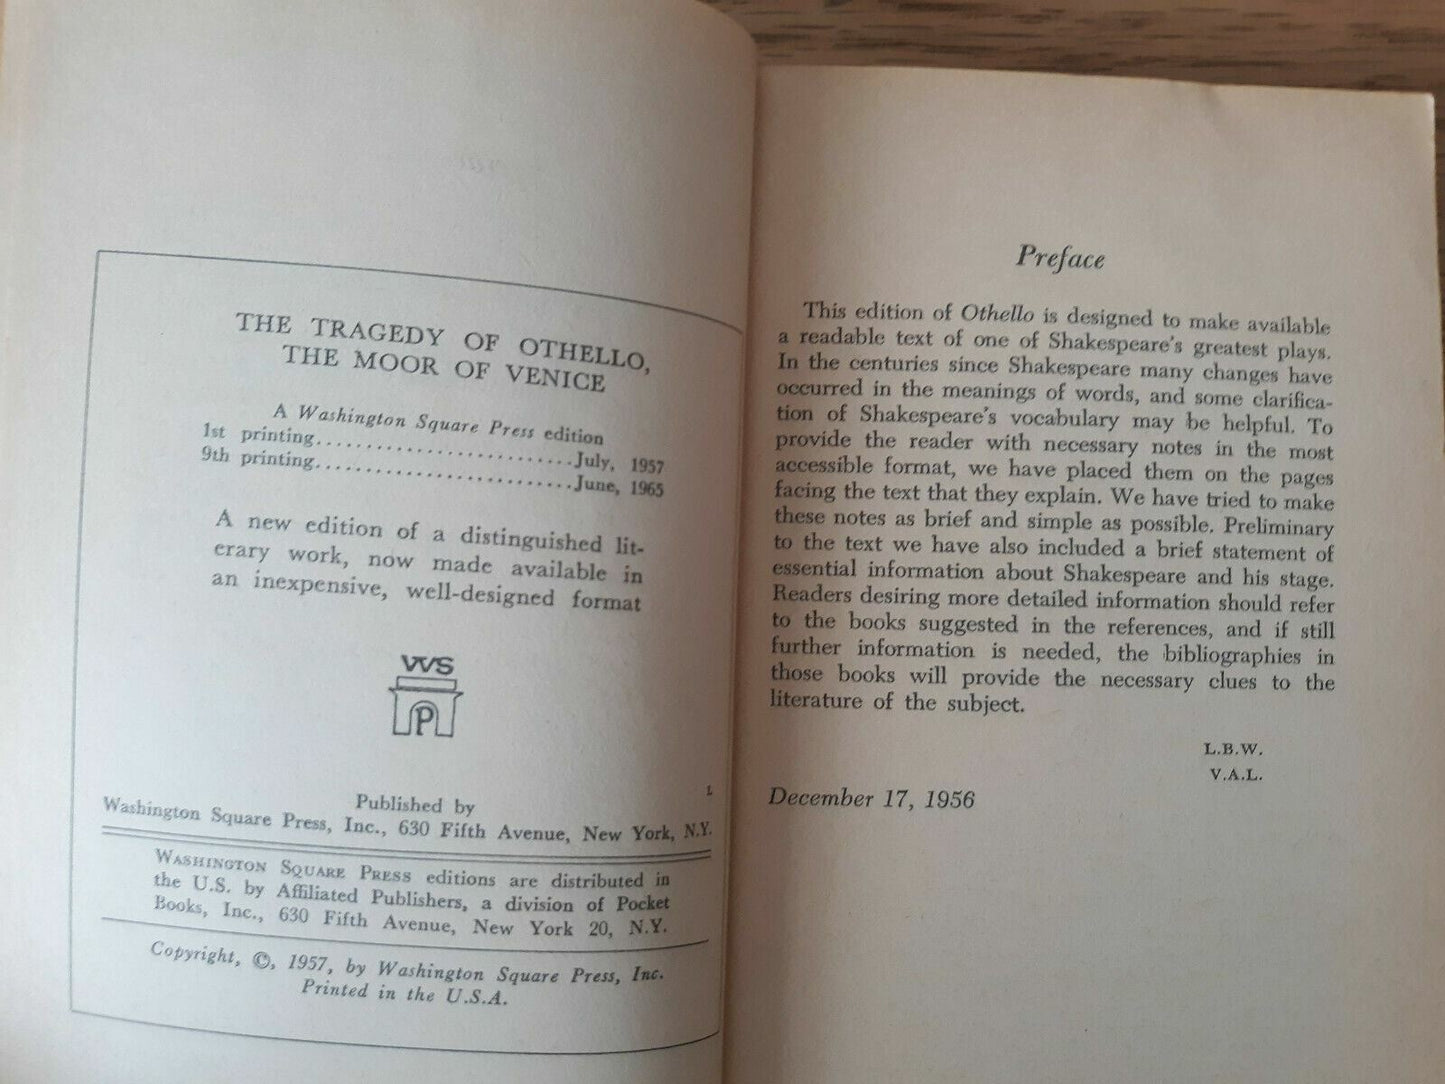 THE TRAGEDY OF OTHELLO,
THE MOOR OF VENICE
A Washington Square Press edition
1st printing..........................July, 1957
9th printing..........................June, 1965
A new edition of a distinguished lit-
erary work, now made available in
an inexpensive, well-designed format
WS
P
L
Published by
Washington Square Press, Inc., 630 Fifth Avenue, New York, N.Y.
WASHINGTON SQUARE PRESS editions are distributed in
the U.S. by Affiliated Publishers, a division of Pocket
Books, Inc., 630 Fifth Avenue, New York 20, N.Y.
Copyright, ©, 1957, by Washington Square Press, Inc.
Printed in the U.S.A.
Preface
This edition of Othello is designed to make available
a readable text of one of Shakespeare's greatest plays.
In the centuries since Shakespeare many changes have
occurred in the meanings of words, and some clarifica-
tion of Shakespeare's vocabulary may be helpful. To
provide the reader with necessary notes in the most
accessible format, we have placed them on the pages
facing the text that they explain. We have tried to make
these notes as brief and simple as possible. Preliminary
to the text we have also included a brief statement of
essential information about Shakespeare and his stage.
Readers desiring more detailed information should refer
to the books suggested in the references, and if still
further information is needed, the bibliographies in
those books will provide the necessary clues to the
literature of the subject.
L.B.W.
V.A.L.
December 17, 1956